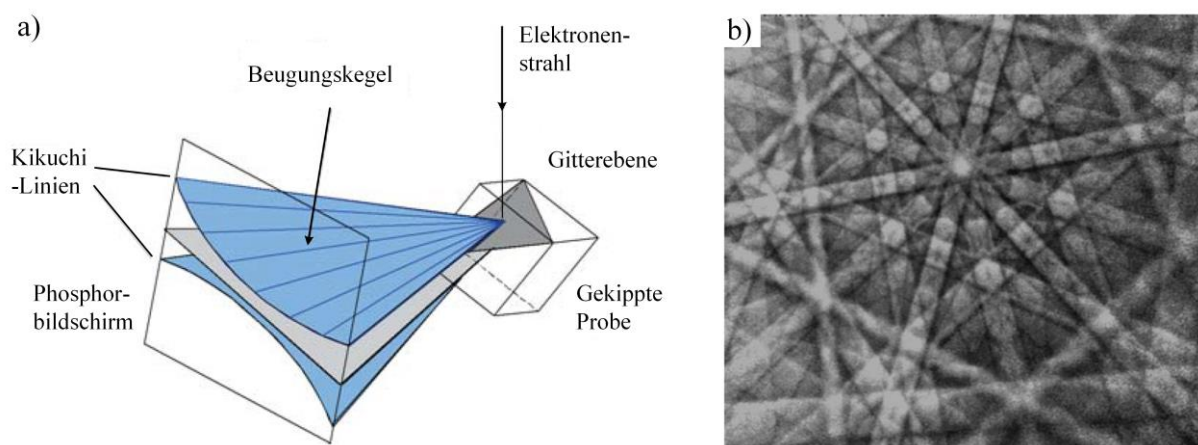 a)
Elektronen-
strahl
b)
Beugungskegel
Kikuchi
-Linien
Gitterebene
Phosphor-
bildschirm
Gekippte
Probe